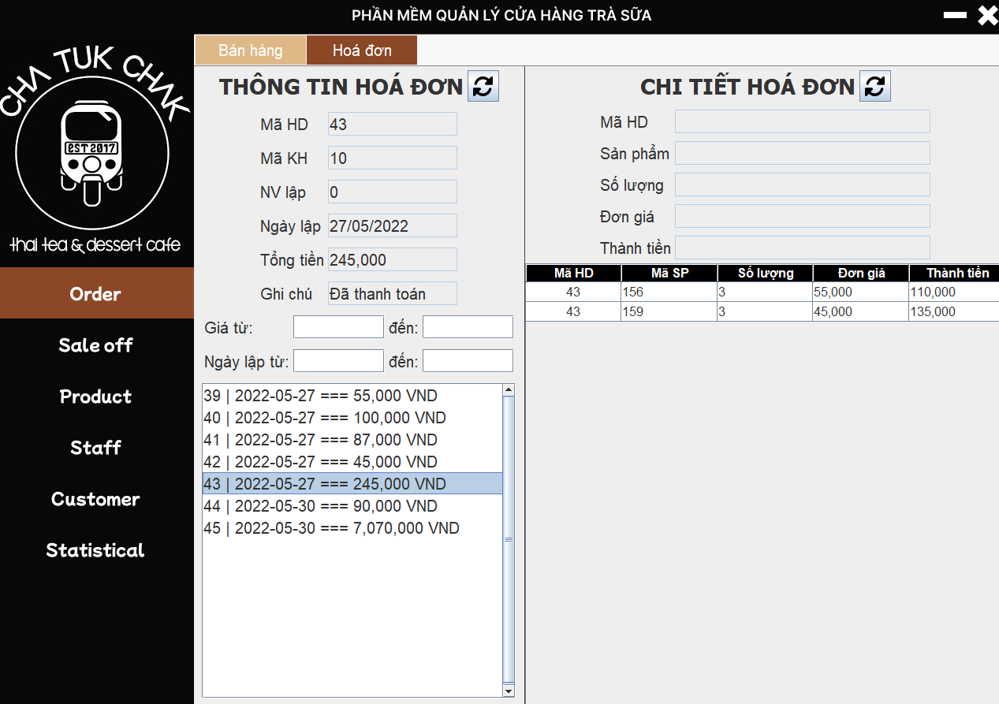 PHẦN MỀM QUẢN LÝ CỬA HÀNG TRÀ SỮA
CHA TUK CHAK
EST 2017
thai tea & dessert cafe
Order
Sale off
Product
Staff
Customer
Statistical
Bán hàng Hoá đơn
THÔNG TIN HOÁ ĐƠN
Mã HD 43
Mã KH 10
NV lập 0
Ngày lập 27/05/2022
Tổng tiền 245,000
Ghi chú Đã thanh toán
Giá từ: đến:
Ngày lập từ: đến:
39 | 2022-05-27 === 55,000 VND
40 | 2022-05-27 === 100,000 VND
41 | 2022-05-27 === 87,000 VND
42 | 2022-05-27 === 45,000 VND
43 | 2022-05-27 === 245,000 VND
44 | 2022-05-30 === 90,000 VND
45 | 2022-05-30 === 7,070,000 VND
CHI TIẾT HOÁ ĐƠN
Mã HD
Sản phẩm
Số lượng
Đơn giá
Thành tiền
Mã HD Mã SP Số lượng Đơn giá Thành tiền
43 156 3 55,000 110,000
43 159 3 45,000 135,000